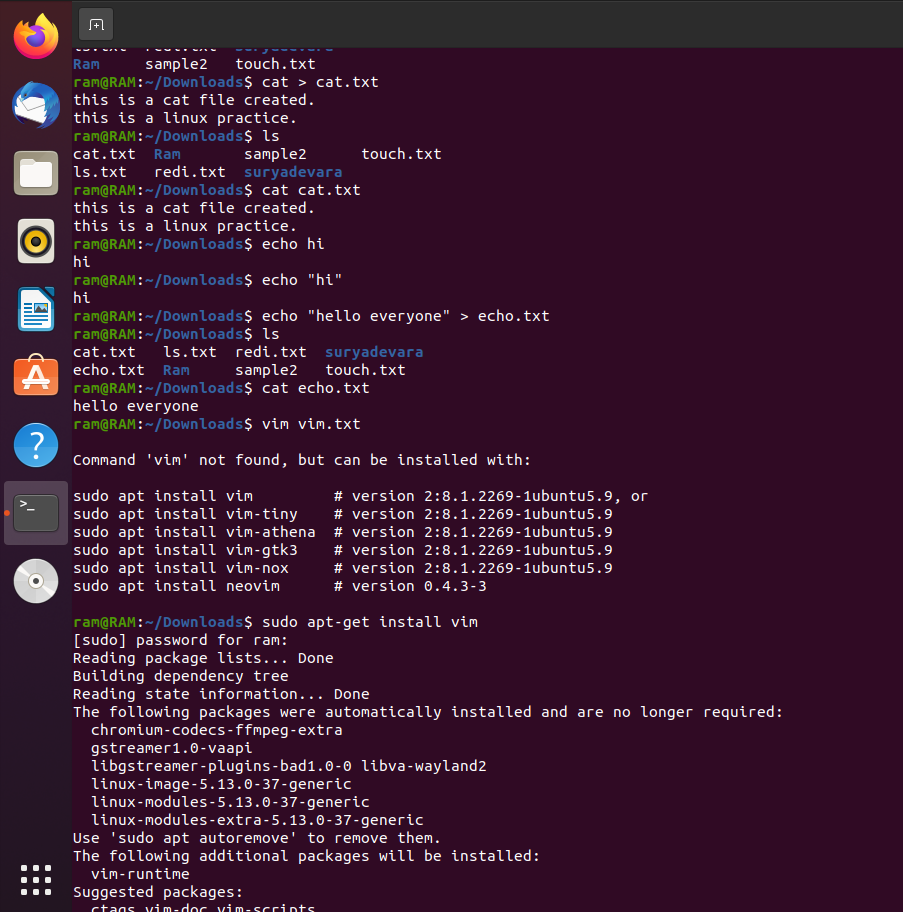 Ram     sample2   touch.txt
ram@RAM:~/Downloads$ cat > cat.txt
this is a cat file created.
this is a linux practice.
ram@RAM:~/Downloads$ ls
cat.txt  Ram       sample2      touch.txt
ls.txt   redi.txt  suryadevara
ram@RAM:~/Downloads$ cat cat.txt
this is a cat file created.
this is a linux practice.
ram@RAM:~/Downloads$ echo hi
hi
ram@RAM:~/Downloads$ echo "hi"
hi
ram@RAM:~/Downloads$ echo "hello everyone" > echo.txt
ram@RAM:~/Downloads$ ls
cat.txt   ls.txt  redi.txt  suryadevara
echo.txt  Ram     sample2   touch.txt
ram@RAM:~/Downloads$ cat echo.txt
hello everyone
ram@RAM:~/Downloads$ vim vim.txt
Command 'vim' not found, but can be installed with:
sudo apt install vim         # version 2:8.1.2269-1ubuntu5.9, or
sudo apt install vim-tiny    # version 2:8.1.2269-1ubuntu5.9
sudo apt install vim-athena  # version 2:8.1.2269-1ubuntu5.9
sudo apt install vim-gtk3    # version 2:8.1.2269-1ubuntu5.9
sudo apt install vim-nox     # version 2:8.1.2269-1ubuntu5.9
sudo apt install neovim      # version 0.4.3-3
ram@RAM:~/Downloads$ sudo apt-get install vim
[sudo] password for ram:
Reading package lists... Done
Building dependency tree
Reading state information... Done
The following packages were automatically installed and are no longer required:
  chromium-codecs-ffmpeg-extra
  gstreamer1.0-vaapi
  libgstreamer-plugins-bad1.0-0 libva-wayland2
  linux-image-5.13.0-37-generic
  linux-modules-5.13.0-37-generic
  linux-modules-extra-5.13.0-37-generic
Use 'sudo apt autoremove' to remove them.
The following additional packages will be installed:
  vim-runtime
Suggested packages:
  ctags vim-doc vim-scripts